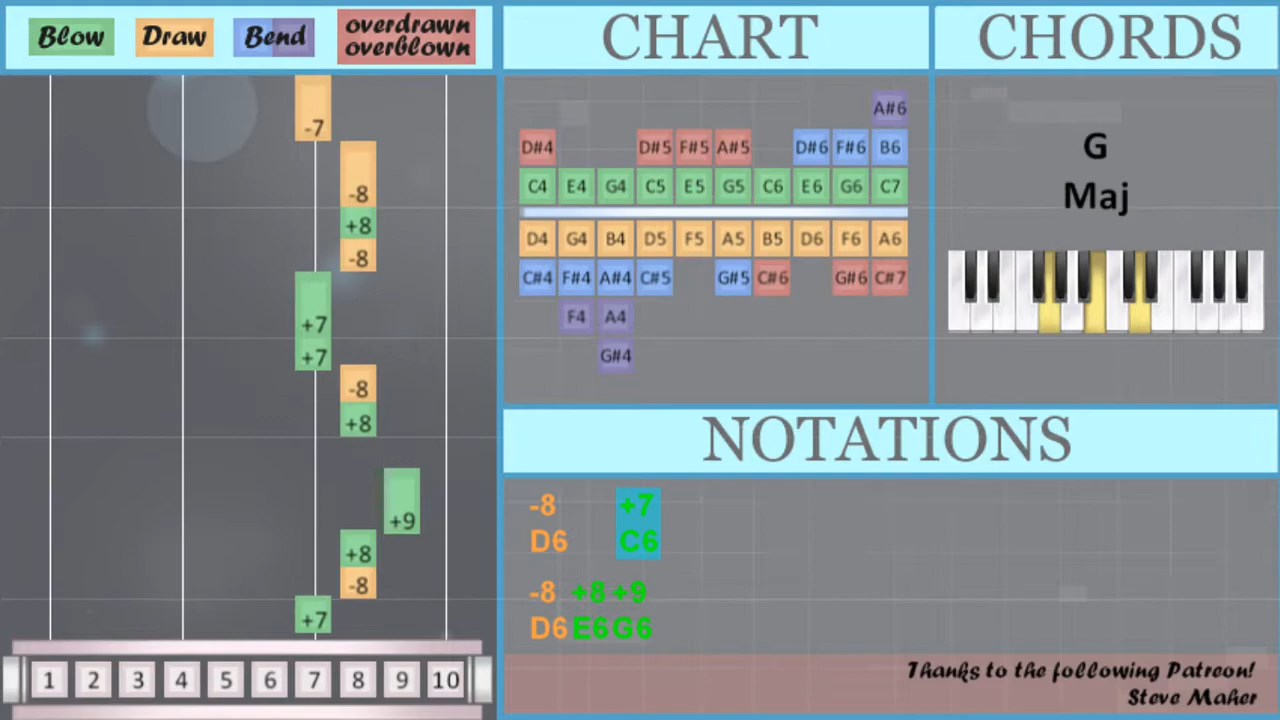 Blow Draw Bend overdrawn
overblown
CHART
CHORDS
-7
-8
+8
-8
+7
+7
-8
+8
+9
+8
-8
+7
1 2 3 4 5 6 7 8 9 10
A#6
D#4 D#5 F#5 A#5 D#6 F#6 B6
C4 E4 G4 C5 E5 G5 C6 E6 G6 C7
D4 G4 B4 D5 F5 A5 B5 D6 F6 A6
C#4 F#4 A#4 C#5 G#5 C#6 G#6 C#7
F4 A4
G#4
G
Maj
NOTATIONS
-8 +7
D6 C6
-8 +8 +9
D6 E6 G6
Thanks to the following Patreon!
Steve Maher